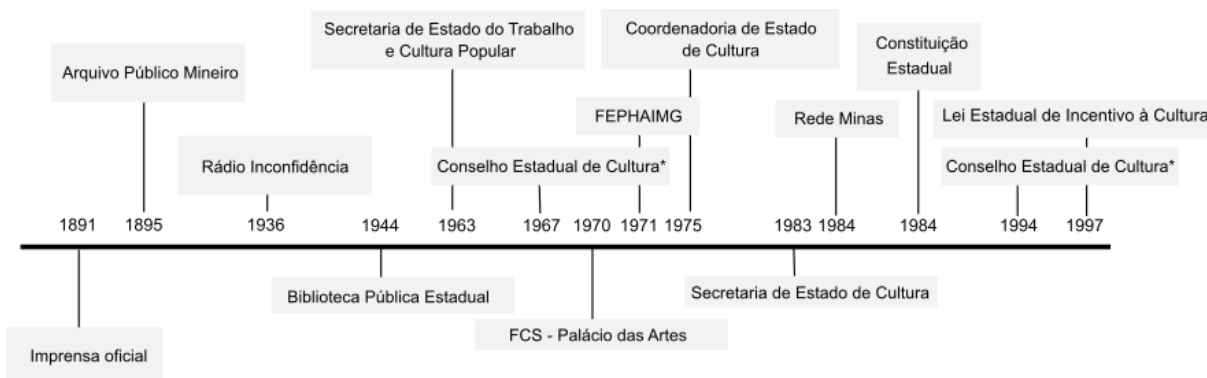 Secretaria de Estado do Trabalho
e Cultura Popular
Coordenadoria de Estado
de Cultura
Constituição
Estadual
Arquivo Público Mineiro
FEPHAIMG
Rede Minas
Lei Estadual de Incentivo à Cultura
Rádio Inconfidência
Conselho Estadual de Cultura*
Conselho Estadual de Cultura*
1891 1895 1936 1944 1963 1967 1970 1971 1975 1983 1984 1984 1994 1997
Biblioteca Pública Estadual
Secretaria de Estado de Cultura
FCS - Palácio das Artes
Imprensa oficial